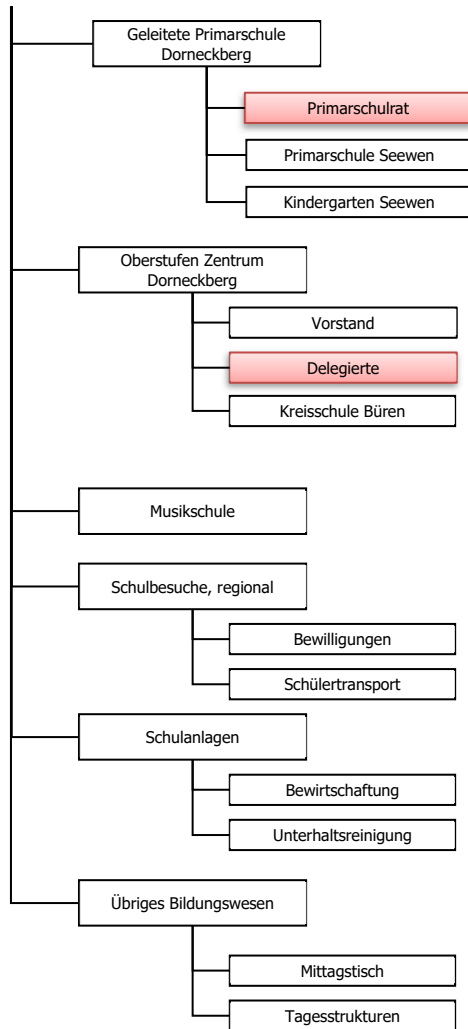 Geleitete Primarschule
Dorneckberg
Primarschulrat
Primarschule Seewen
Kindergarten Seewen
Oberstufen Zentrum
Dorneckberg
Vorstand
Delegierte
Kreisschule Büren
Musikschule
Schulbesuche, regional
Bewilligungen
Schülertransport
Schulanlagen
Bewirtschaftung
Unterhaltsreinigung
Übriges Bildungswesen
Mittagstisch
Tagesstrukturen